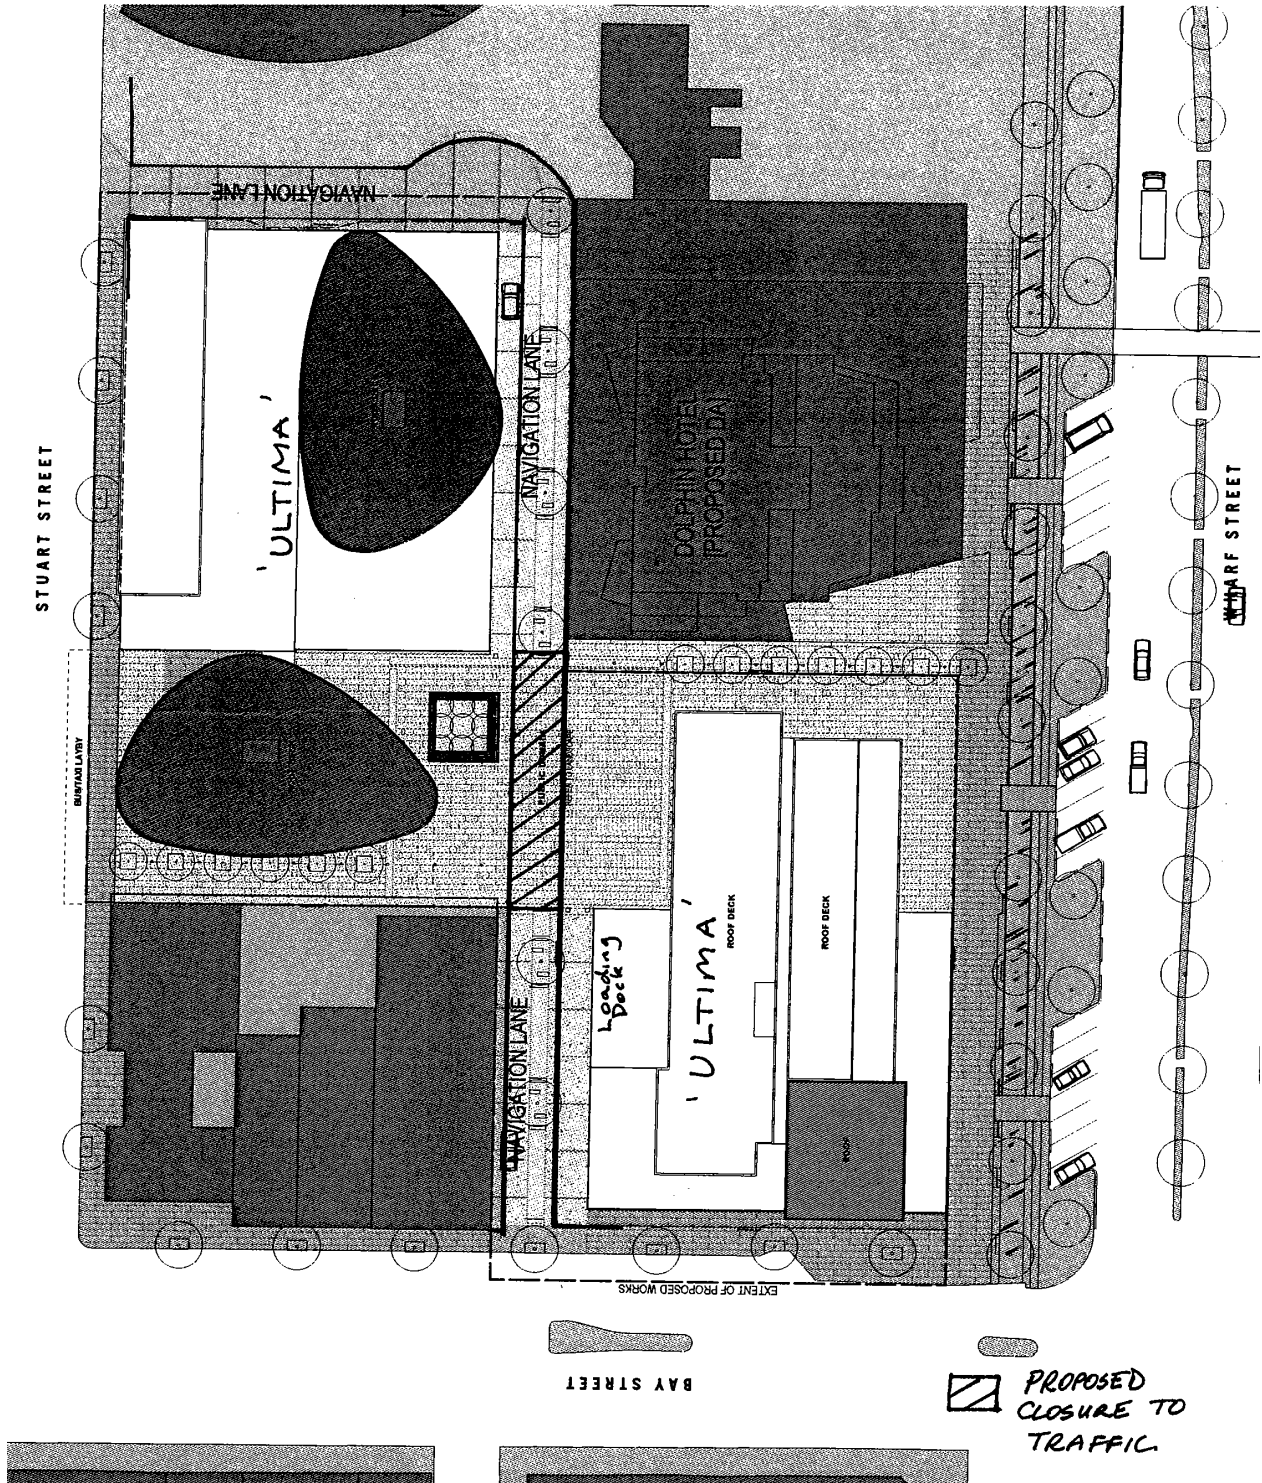 NAVIGATION LANE
STUART STREET
'ULTIMA'
NAVIGATION LANE
DOLPHIN HOTEL
(PROPOSED DA)
WHARF STREET
BUS/TAXI LAYBY
Loading
Dock
'ULTIMA'
ROOF DECK
ROOF DECK
NAVIGATION LANE
ROOF
EXTENT OF PROPOSED WORKS
BAY STREET
PROPOSED
CLOSURE TO
TRAFFIC